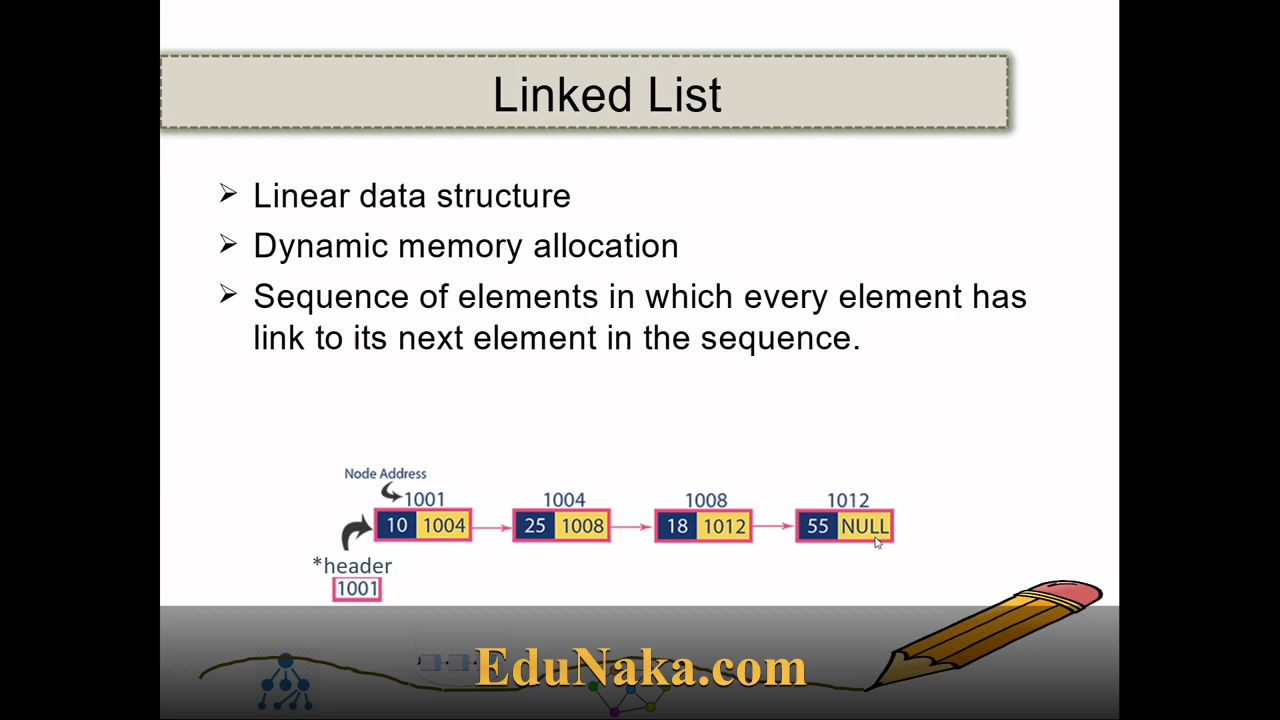 Linked List
Linear data structure
Dynamic memory allocation
Sequence of elements in which every element has
link to its next element in the sequence.
Node Address
1001 1004 1008 1012
10 1004 25 1008 18 1012 55 NULL
*header
1001
EduNaka.com